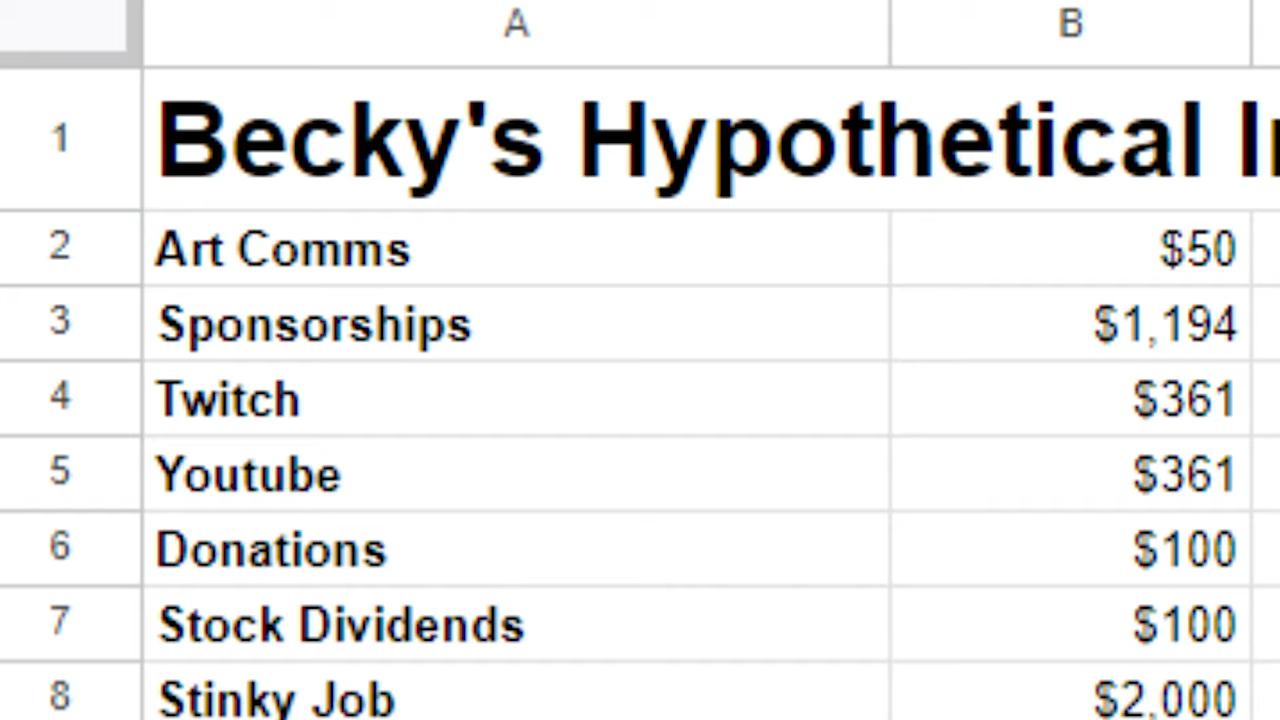 A B
1 Becky's Hypothetical
2 Art Comms $50
3 Sponsorships $1,194
4 Twitch $361
5 Youtube $361
6 Donations $100
7 Stock Dividends $100
8 Stinky Job $2,000